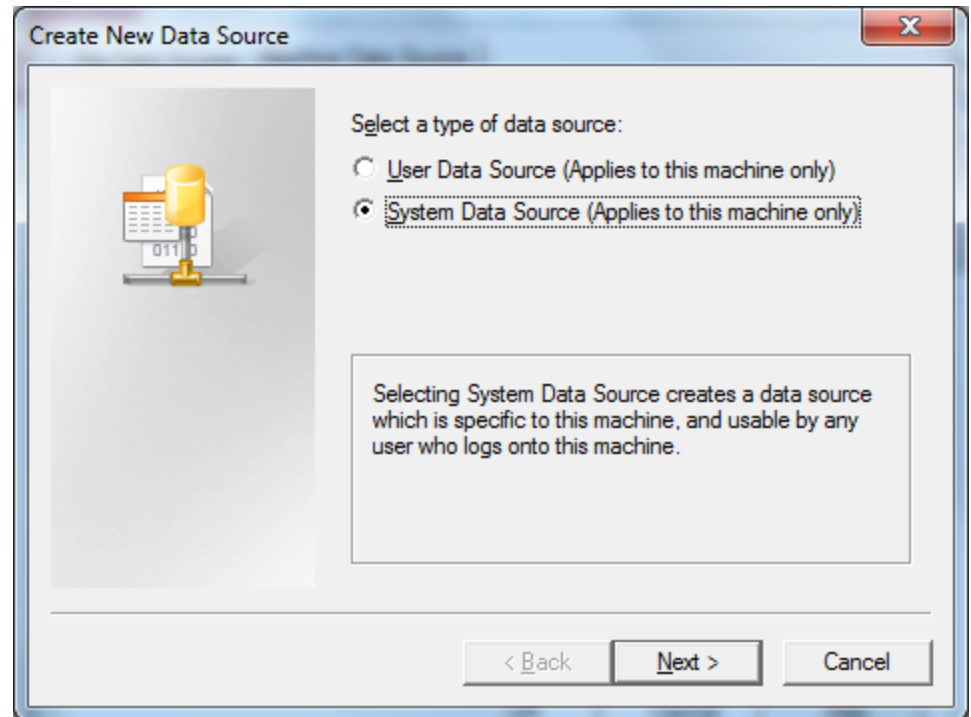 Create New Data Source
Select a type of data source:
User Data Source (Applies to this machine only)
System Data Source (Applies to this machine only)
011
Selecting System Data Source creates a data source
which is specific to this machine, and usable by any
user who logs onto this machine.
< Back
Next >
Cancel